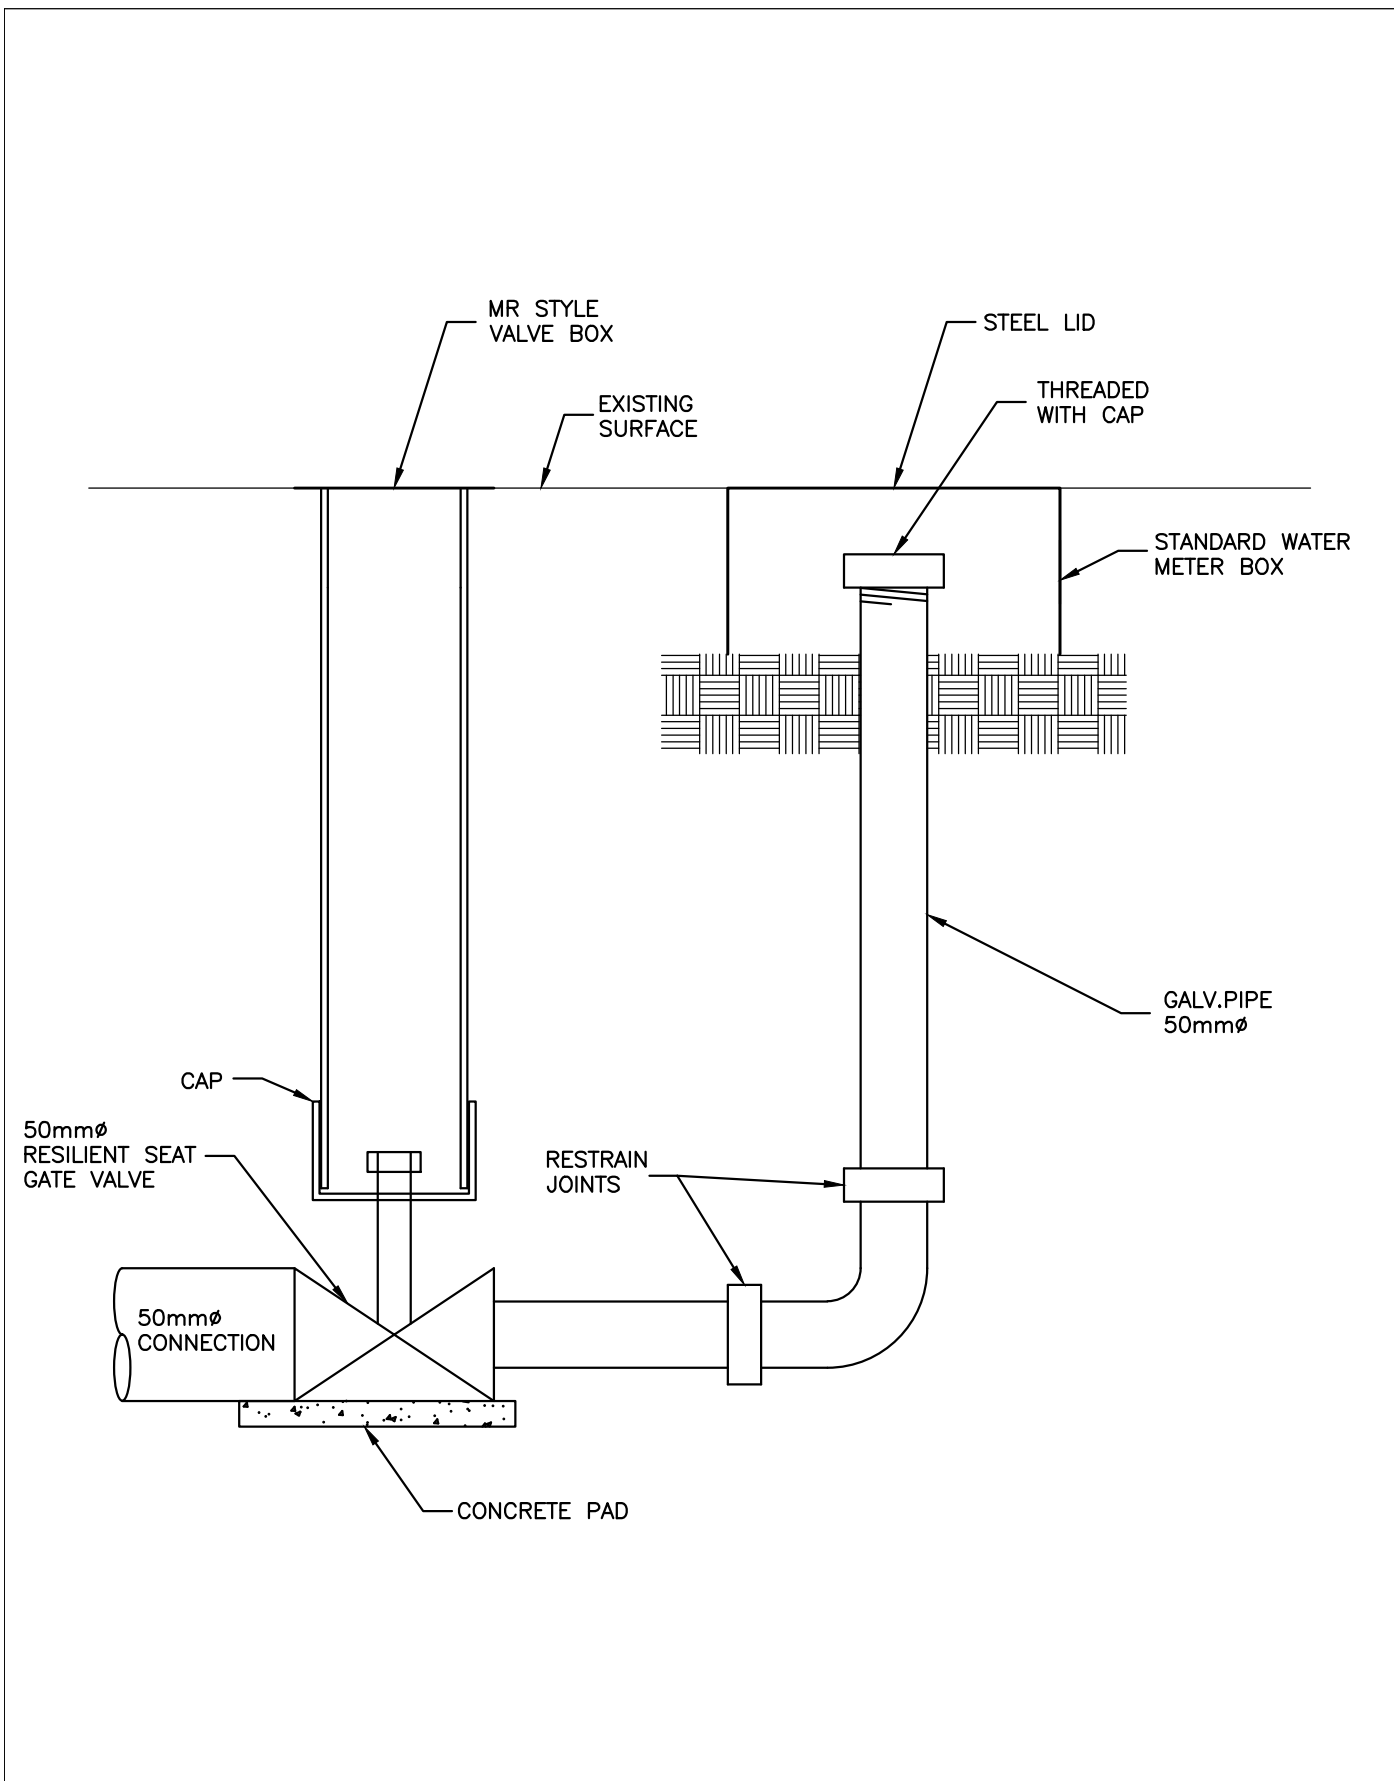 MR STYLE
VALVE BOX
STEEL LID
THREADED
WITH CAP
EXISTING
SURFACE
STANDARD WATER
METER BOX
GALV.PIPE
50mmø
CAP
50mmø
RESILIENT SEAT
GATE VALVE
RESTRAIN
JOINTS
50mmø
CONNECTION
CONCRETE PAD